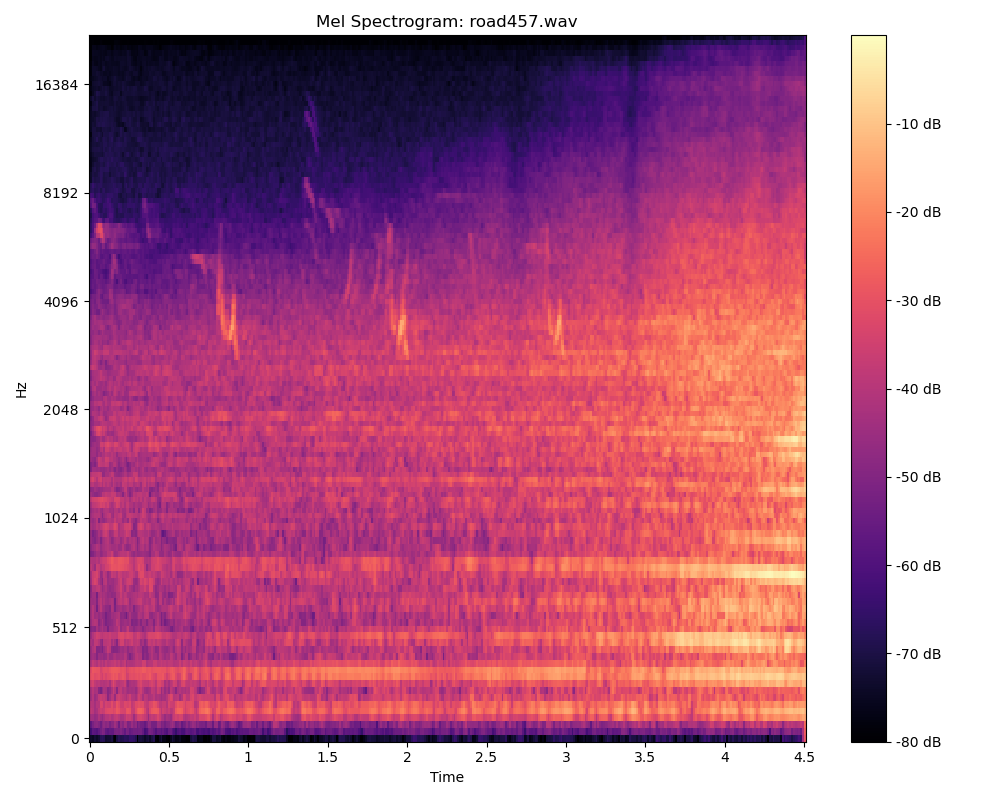 Mel Spectrogram: road457.wav
16384
8192
4096
2048
1024
512
0
Hz
0 0.5 1 1.5 2 2.5 3 3.5 4 4.5
Time
-10 dB
-20 dB
-30 dB
-40 dB
-50 dB
-60 dB
-70 dB
-80 dB